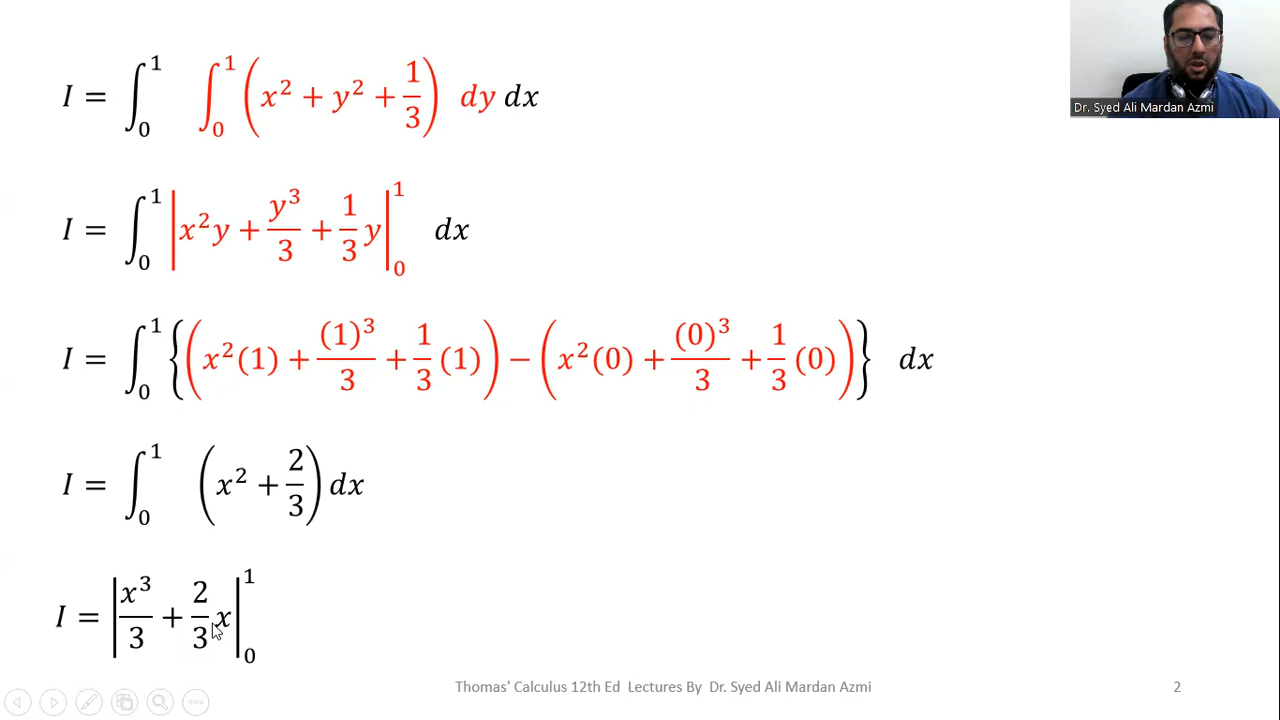 I = ∫₀¹ ∫₀¹ (x² + y² + 1/3) dy dx
Dr. Syed Ali Mardan Azmi
I = ∫₀¹ |x²y + y³/3 + 1/3 y|₀¹ dx
I = ∫₀¹ {(x²(1) + (1)³/3 + 1/3 (1)) − (x²(0) + (0)³/3 + 1/3 (0))} dx
I = ∫₀¹ (x² + 2/3) dx
I = |x³/3 + 2/3 x|₀¹
Thomas' Calculus 12th Ed Lectures By Dr. Syed Ali Mardan Azmi
2